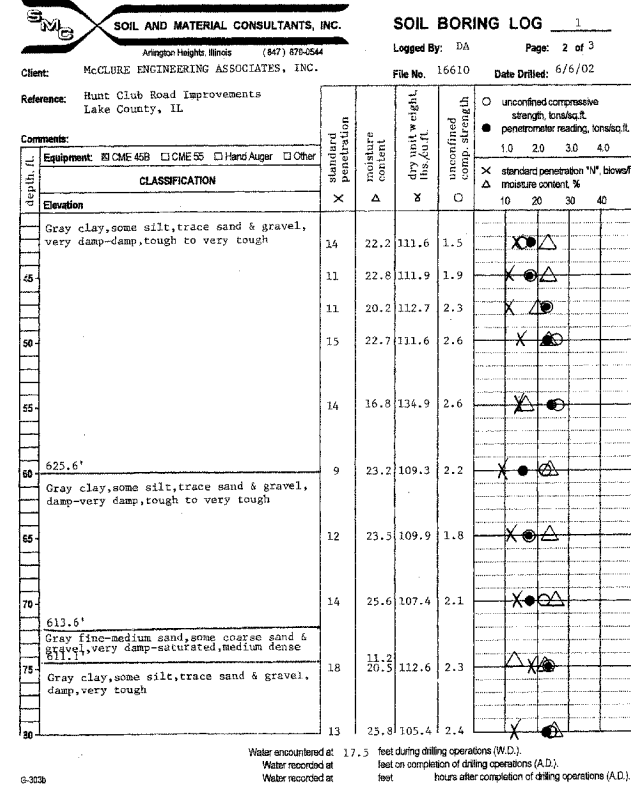 SMC
SOIL AND MATERIAL CONSULTANTS, INC.
Arlington Heights, Illinois (847) 870-0544
SOIL BORING LOG 1
Logged By: DA Page: 2 of 3
Client: McCLURE ENGINEERING ASSOCIATES, INC.
File No. 16610 Date Drilled: 6/6/02
Reference: Hunt Club Road Improvements
Lake County, IL
Comments:
Equipment: ☒ CME 45B ☐ CME 55 ☐ Hand Auger ☐ Other
CLASSIFICATION
Elevation
depth, ft.
standard penetration X
moisture content Δ
dry unit weight, lbs./cu.ft. ɣ
unconfined comp. strength O
O unconfined compressive
strength, tons/sq.ft.
● penetrometer reading, tons/sq.ft.
1.0 2.0 3.0 4.0
X standard penetration "N", blows/f
Δ moisture content, %
10 20 30 40
Gray clay,some silt,trace sand & gravel,
very damp-damp,tough to very tough
14 22.2 111.6 1.5
45 11 22.8 111.9 1.9
11 20.2 112.7 2.3
50 15 22.7 111.6 2.6
55 14 16.8 134.9 2.6
625.6'
60 9 23.2 109.3 2.2
Gray clay,some silt,trace sand & gravel,
damp-very damp,tough to very tough
65 12 23.5 109.9 1.8
70 14 25.6 107.4 2.1
613.6'
Gray fine-medium sand,some coarse sand &
gravel,very damp-saturated,medium dense
611.1'
11.2
75 18 20.5 112.6 2.3
Gray clay,some silt,trace sand & gravel,
damp,very tough
80 13 25.8 105.4 2.4
Water encountered at 17.5 feet during drilling operations (W.D.).
Water recorded at feet on completion of drilling operations (A.D.).
Water recorded at feet hours after completion of drilling operations (A.D.).
G-303b